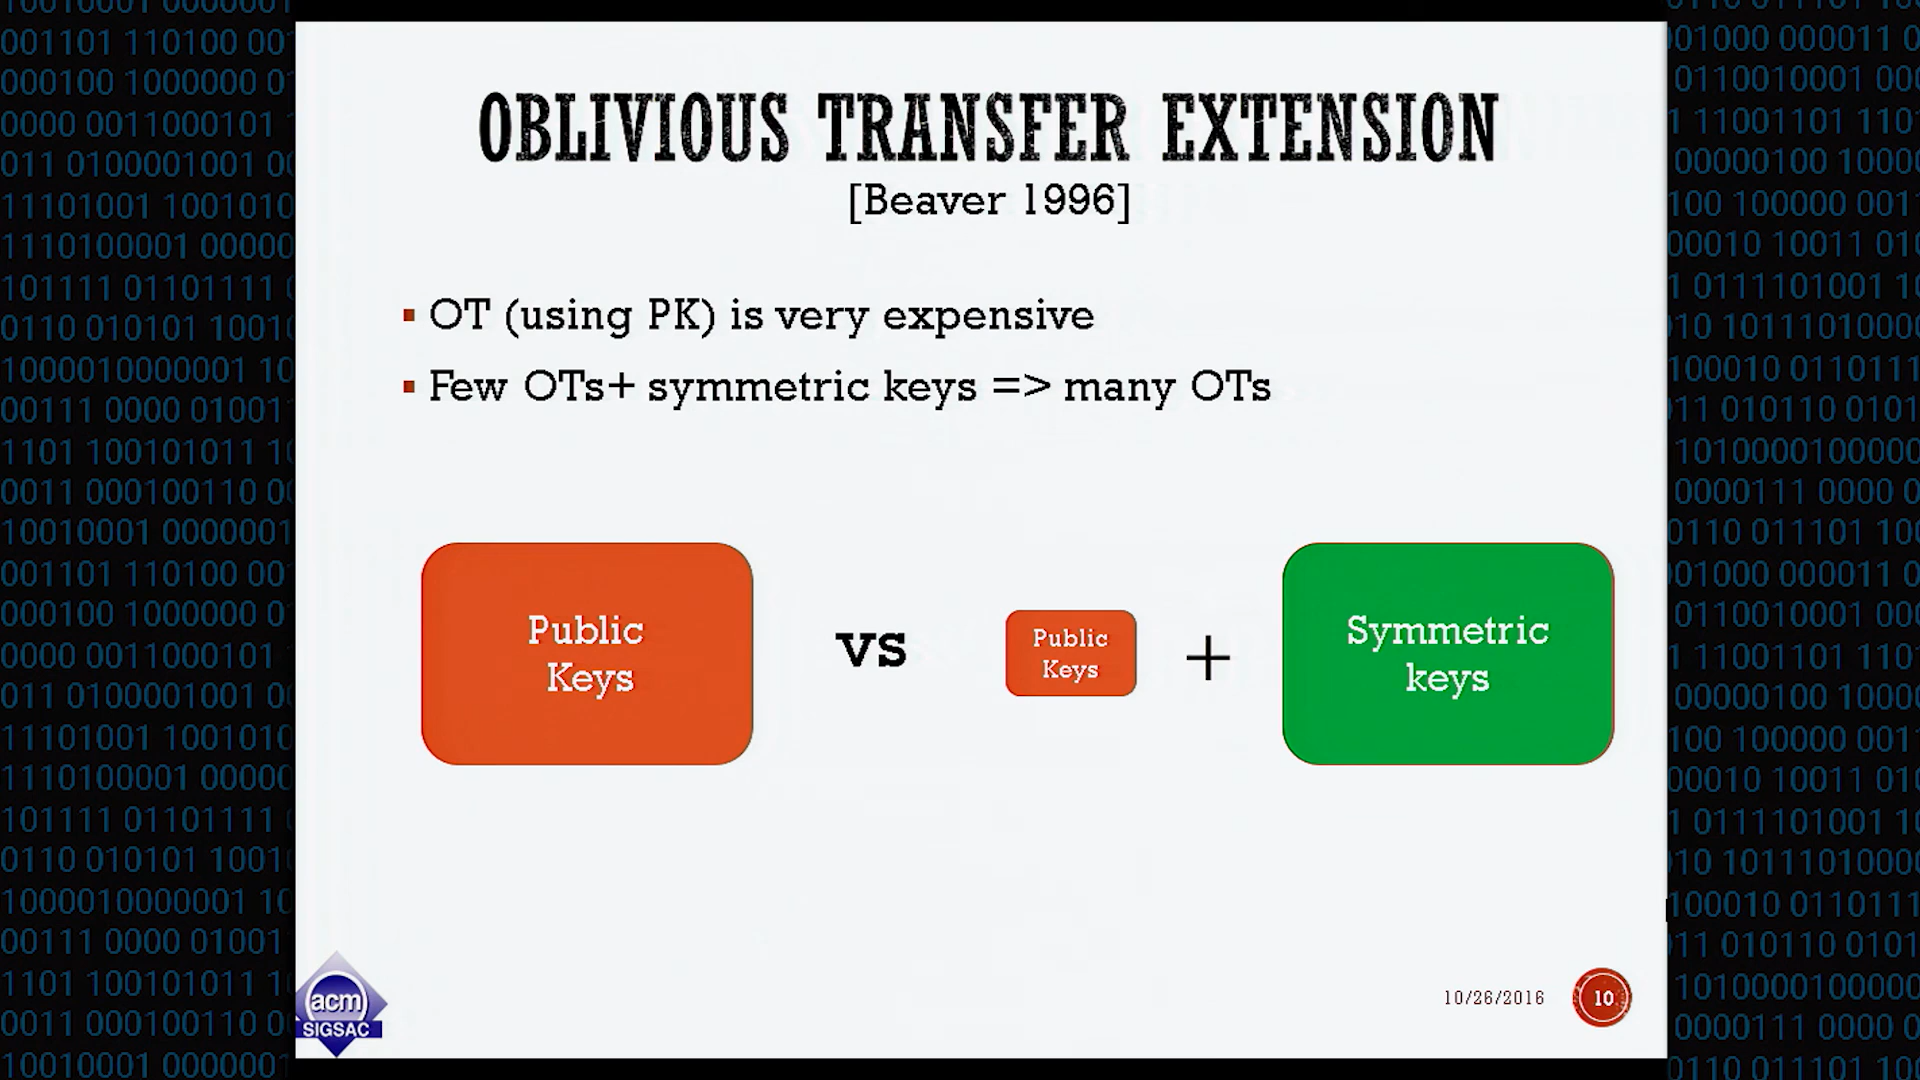 OBLIVIOUS TRANSFER EXTENSION
[Beaver 1996]
OT (using PK) is very expensive
Few OTs+ symmetric keys => many OTs
Public
Keys
vs
Public
Keys
+
Symmetric
keys
acm
SIGSAC
10/26/2016
10